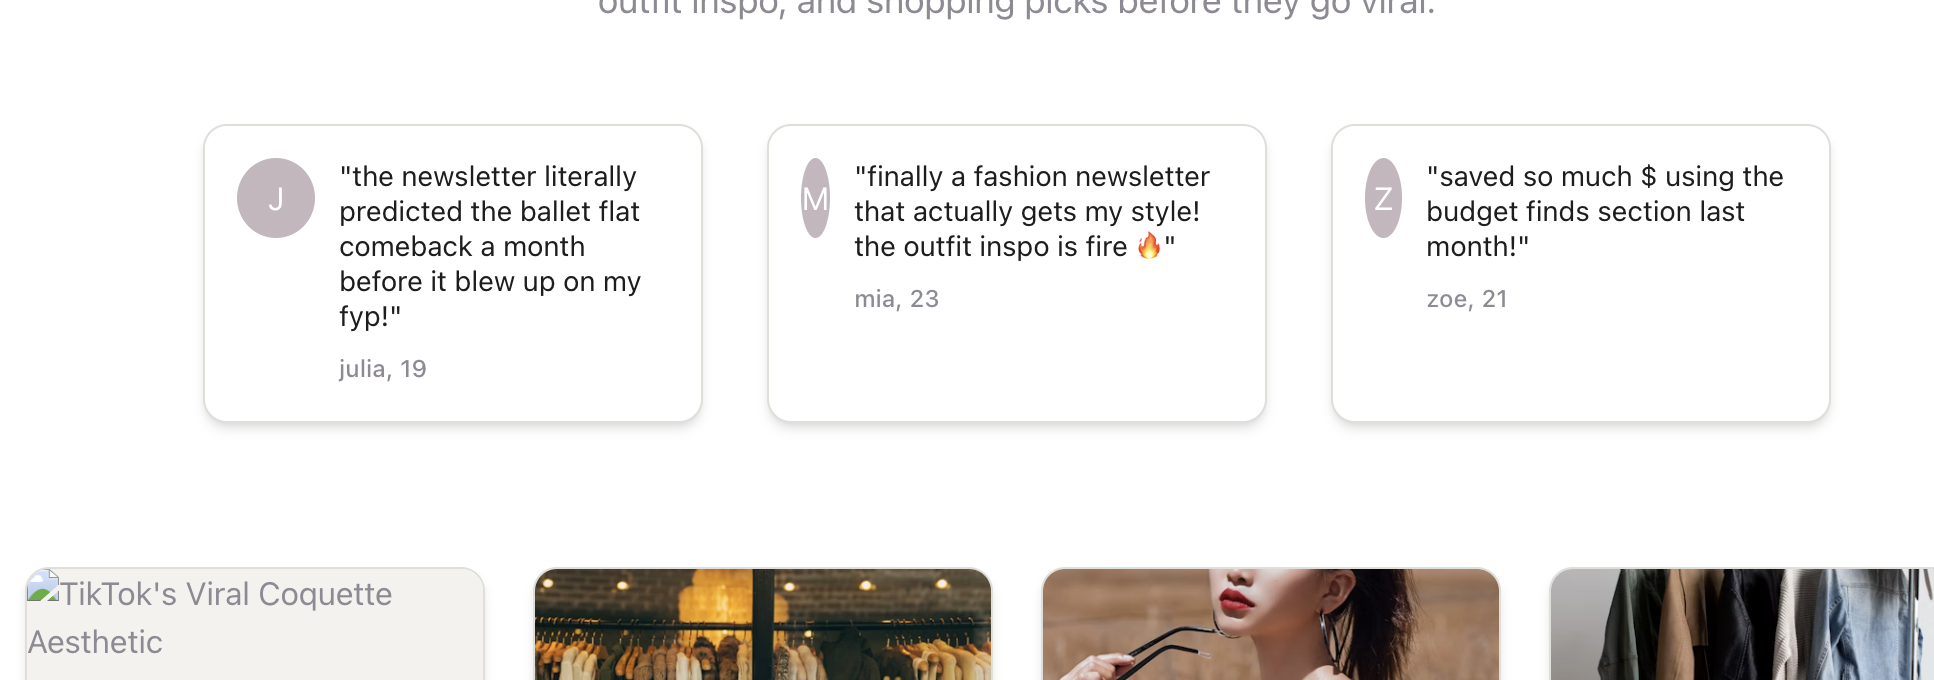 outfit inspo, and shopping picks before they go viral.
J
"the newsletter literally
predicted the ballet flat
comeback a month
before it blew up on my
fyp!"
julia, 19
M
"finally a fashion newsletter
that actually gets my style!
the outfit inspo is fire 🔥"
mia, 23
Z
"saved so much $ using the
budget finds section last
month!"
zoe, 21
TikTok's Viral Coquette
Aesthetic